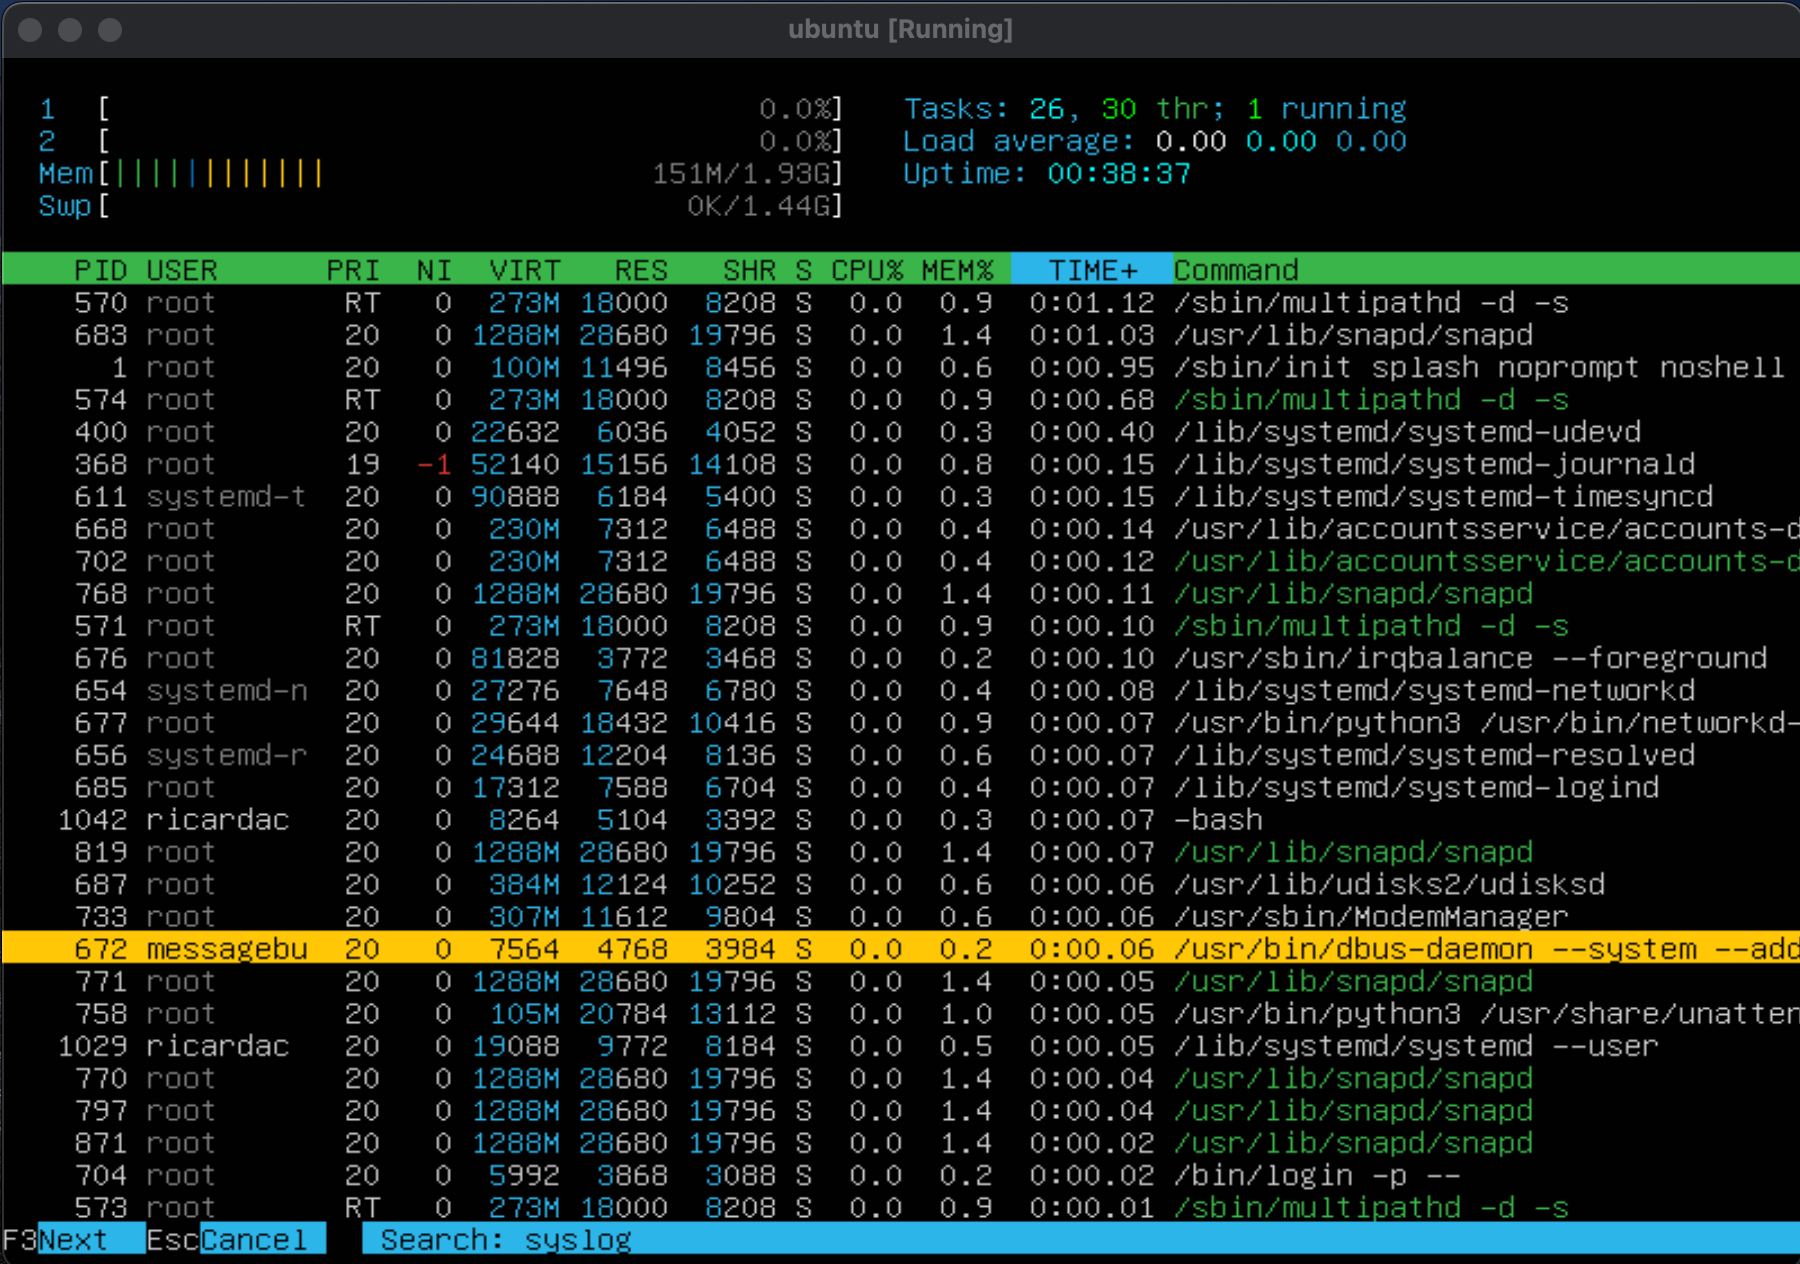 ubuntu [Running]
1 [ 0.0%] Tasks: 26, 30 thr; 1 running
2 [ 0.0%] Load average: 0.00 0.00 0.00
Mem[||||||||||||| 151M/1.93G] Uptime: 00:38:37
Swp[ 0K/1.44G]
PID USER PRI NI VIRT RES SHR S CPU% MEM% TIME+ Command
570 root RT 0 273M 18000 8208 S 0.0 0.9 0:01.12 /sbin/multipathd -d -s
683 root 20 0 1288M 28680 19796 S 0.0 1.4 0:01.03 /usr/lib/snapd/snapd
1 root 20 0 100M 11496 8456 S 0.0 0.6 0:00.95 /sbin/init splash noprompt noshell
574 root RT 0 273M 18000 8208 S 0.0 0.9 0:00.68 /sbin/multipathd -d -s
400 root 20 0 22632 6036 4052 S 0.0 0.3 0:00.40 /lib/systemd/systemd-udevd
368 root 19 -1 52140 15156 14108 S 0.0 0.8 0:00.15 /lib/systemd/systemd-journald
611 systemd-t 20 0 90888 6184 5400 S 0.0 0.3 0:00.15 /lib/systemd/systemd-timesyncd
668 root 20 0 230M 7312 6488 S 0.0 0.4 0:00.14 /usr/lib/accountsservice/accounts-d
702 root 20 0 230M 7312 6488 S 0.0 0.4 0:00.12 /usr/lib/accountsservice/accounts-d
768 root 20 0 1288M 28680 19796 S 0.0 1.4 0:00.11 /usr/lib/snapd/snapd
571 root RT 0 273M 18000 8208 S 0.0 0.9 0:00.10 /sbin/multipathd -d -s
676 root 20 0 81828 3772 3468 S 0.0 0.2 0:00.10 /usr/sbin/irqbalance --foreground
654 systemd-n 20 0 27276 7648 6780 S 0.0 0.4 0:00.08 /lib/systemd/systemd-networkd
677 root 20 0 29644 18432 10416 S 0.0 0.9 0:00.07 /usr/bin/python3 /usr/bin/networkd-
656 systemd-r 20 0 24688 12204 8136 S 0.0 0.6 0:00.07 /lib/systemd/systemd-resolved
685 root 20 0 17312 7588 6704 S 0.0 0.4 0:00.07 /lib/systemd/systemd-logind
1042 ricardac 20 0 8264 5104 3392 S 0.0 0.3 0:00.07 -bash
819 root 20 0 1288M 28680 19796 S 0.0 1.4 0:00.07 /usr/lib/snapd/snapd
687 root 20 0 384M 12124 10252 S 0.0 0.6 0:00.06 /usr/lib/udisks2/udisksd
733 root 20 0 307M 11612 9804 S 0.0 0.6 0:00.06 /usr/sbin/ModemManager
672 messagebu 20 0 7564 4768 3984 S 0.0 0.2 0:00.06 /usr/bin/dbus-daemon --system --add
771 root 20 0 1288M 28680 19796 S 0.0 1.4 0:00.05 /usr/lib/snapd/snapd
758 root 20 0 105M 20784 13112 S 0.0 1.0 0:00.05 /usr/bin/python3 /usr/share/unatten
1029 ricardac 20 0 19088 9772 8184 S 0.0 0.5 0:00.05 /lib/systemd/systemd --user
770 root 20 0 1288M 28680 19796 S 0.0 1.4 0:00.04 /usr/lib/snapd/snapd
797 root 20 0 1288M 28680 19796 S 0.0 1.4 0:00.04 /usr/lib/snapd/snapd
871 root 20 0 1288M 28680 19796 S 0.0 1.4 0:00.02 /usr/lib/snapd/snapd
704 root 20 0 5992 3868 3088 S 0.0 0.2 0:00.02 /bin/login -p --
573 root RT 0 273M 18000 8208 S 0.0 0.9 0:00.01 /sbin/multipathd -d -s
F3Next EscCancel Search: syslog